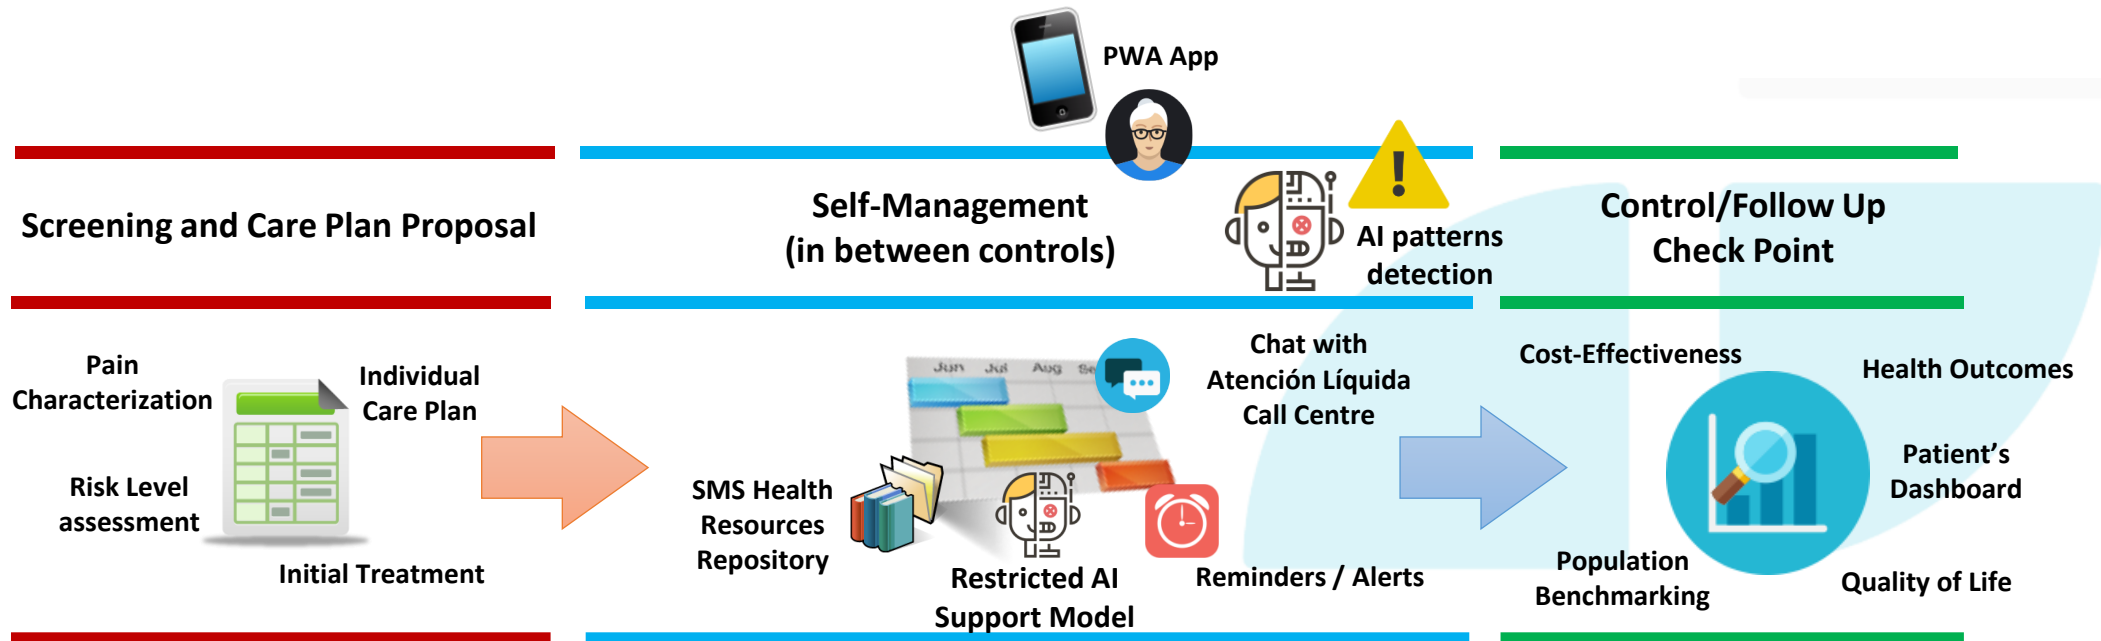 PWA App
Screening and Care Plan Proposal
Self-Management
(in between controls)
AI patterns
detection
Control/Follow Up
Check Point
Pain
Characterization
Individual
Care Plan
Risk Level
assessment
Initial Treatment
Jun Jul Aug Se
Chat with
Atención Líquida
Call Centre
SMS Health
Resources
Repository
Restricted AI
Support Model
Reminders / Alerts
Cost-Effectiveness
Health Outcomes
Patient’s
Dashboard
Population
Benchmarking
Quality of Life